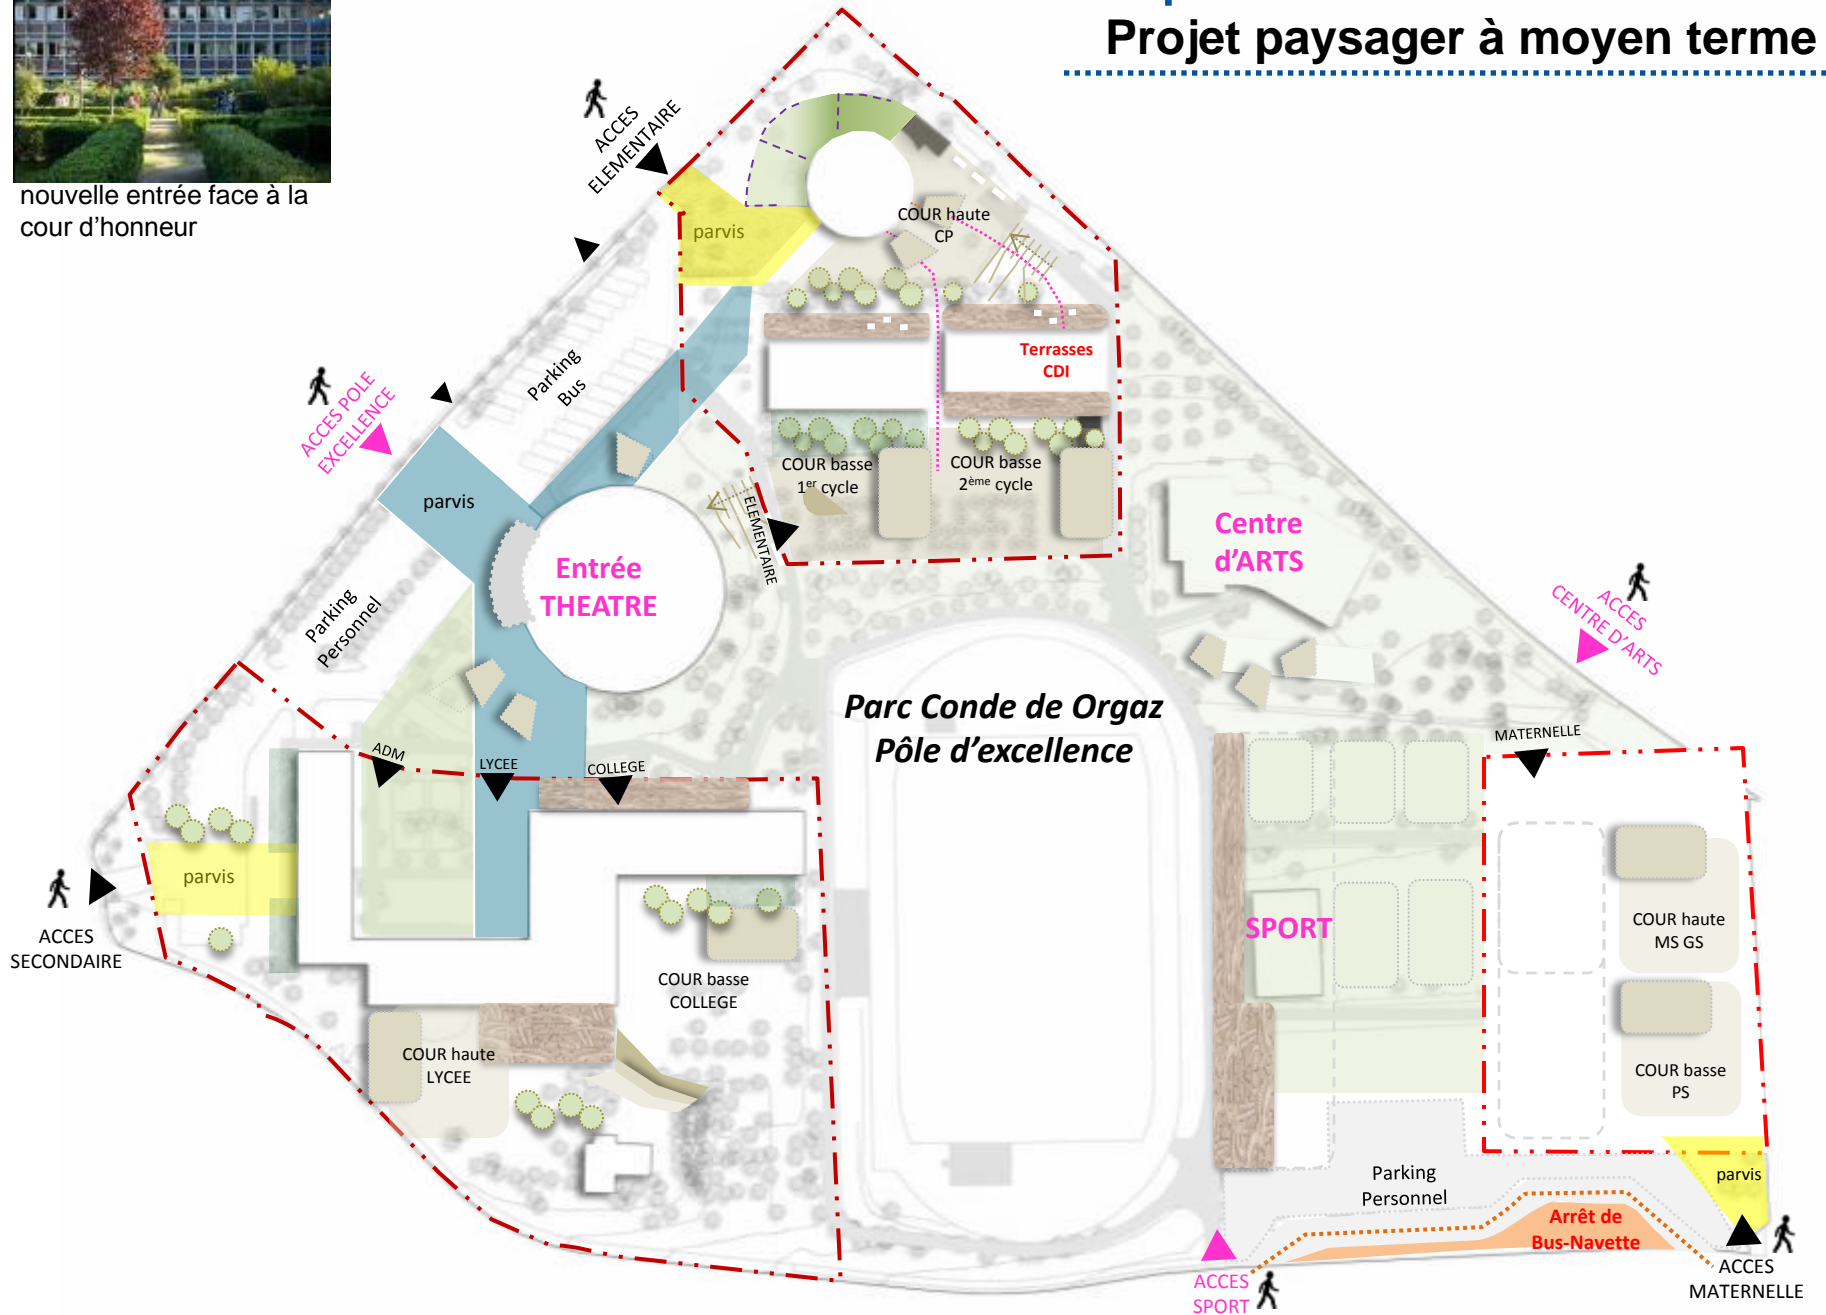 Projet paysager à moyen terme
nouvelle entrée face à la
cour d'honneur
ACCES
ELEMENTAIRE
parvis
COUR haute
CP
Parking
Bus
Terrasses
CDI
ACCES POLE
EXCELLENCE
parvis
COUR basse
1er cycle
COUR basse
2ème cycle
ELEMENTAIRE
Entrée
THEATRE
Centre
d'ARTS
Parking
Personnel
ACCES
CENTRE D'ARTS
Parc Conde de Orgaz
Pôle d'excellence
ADM
LYCEE
COLLEGE
MATERNELLE
parvis
ACCES
SECONDAIRE
SPORT
COUR haute
MS GS
COUR basse
COLLEGE
COUR haute
LYCEE
COUR basse
PS
Parking
Personnel
parvis
Arrêt de
Bus-Navette
ACCES
SPORT
ACCES
MATERNELLE